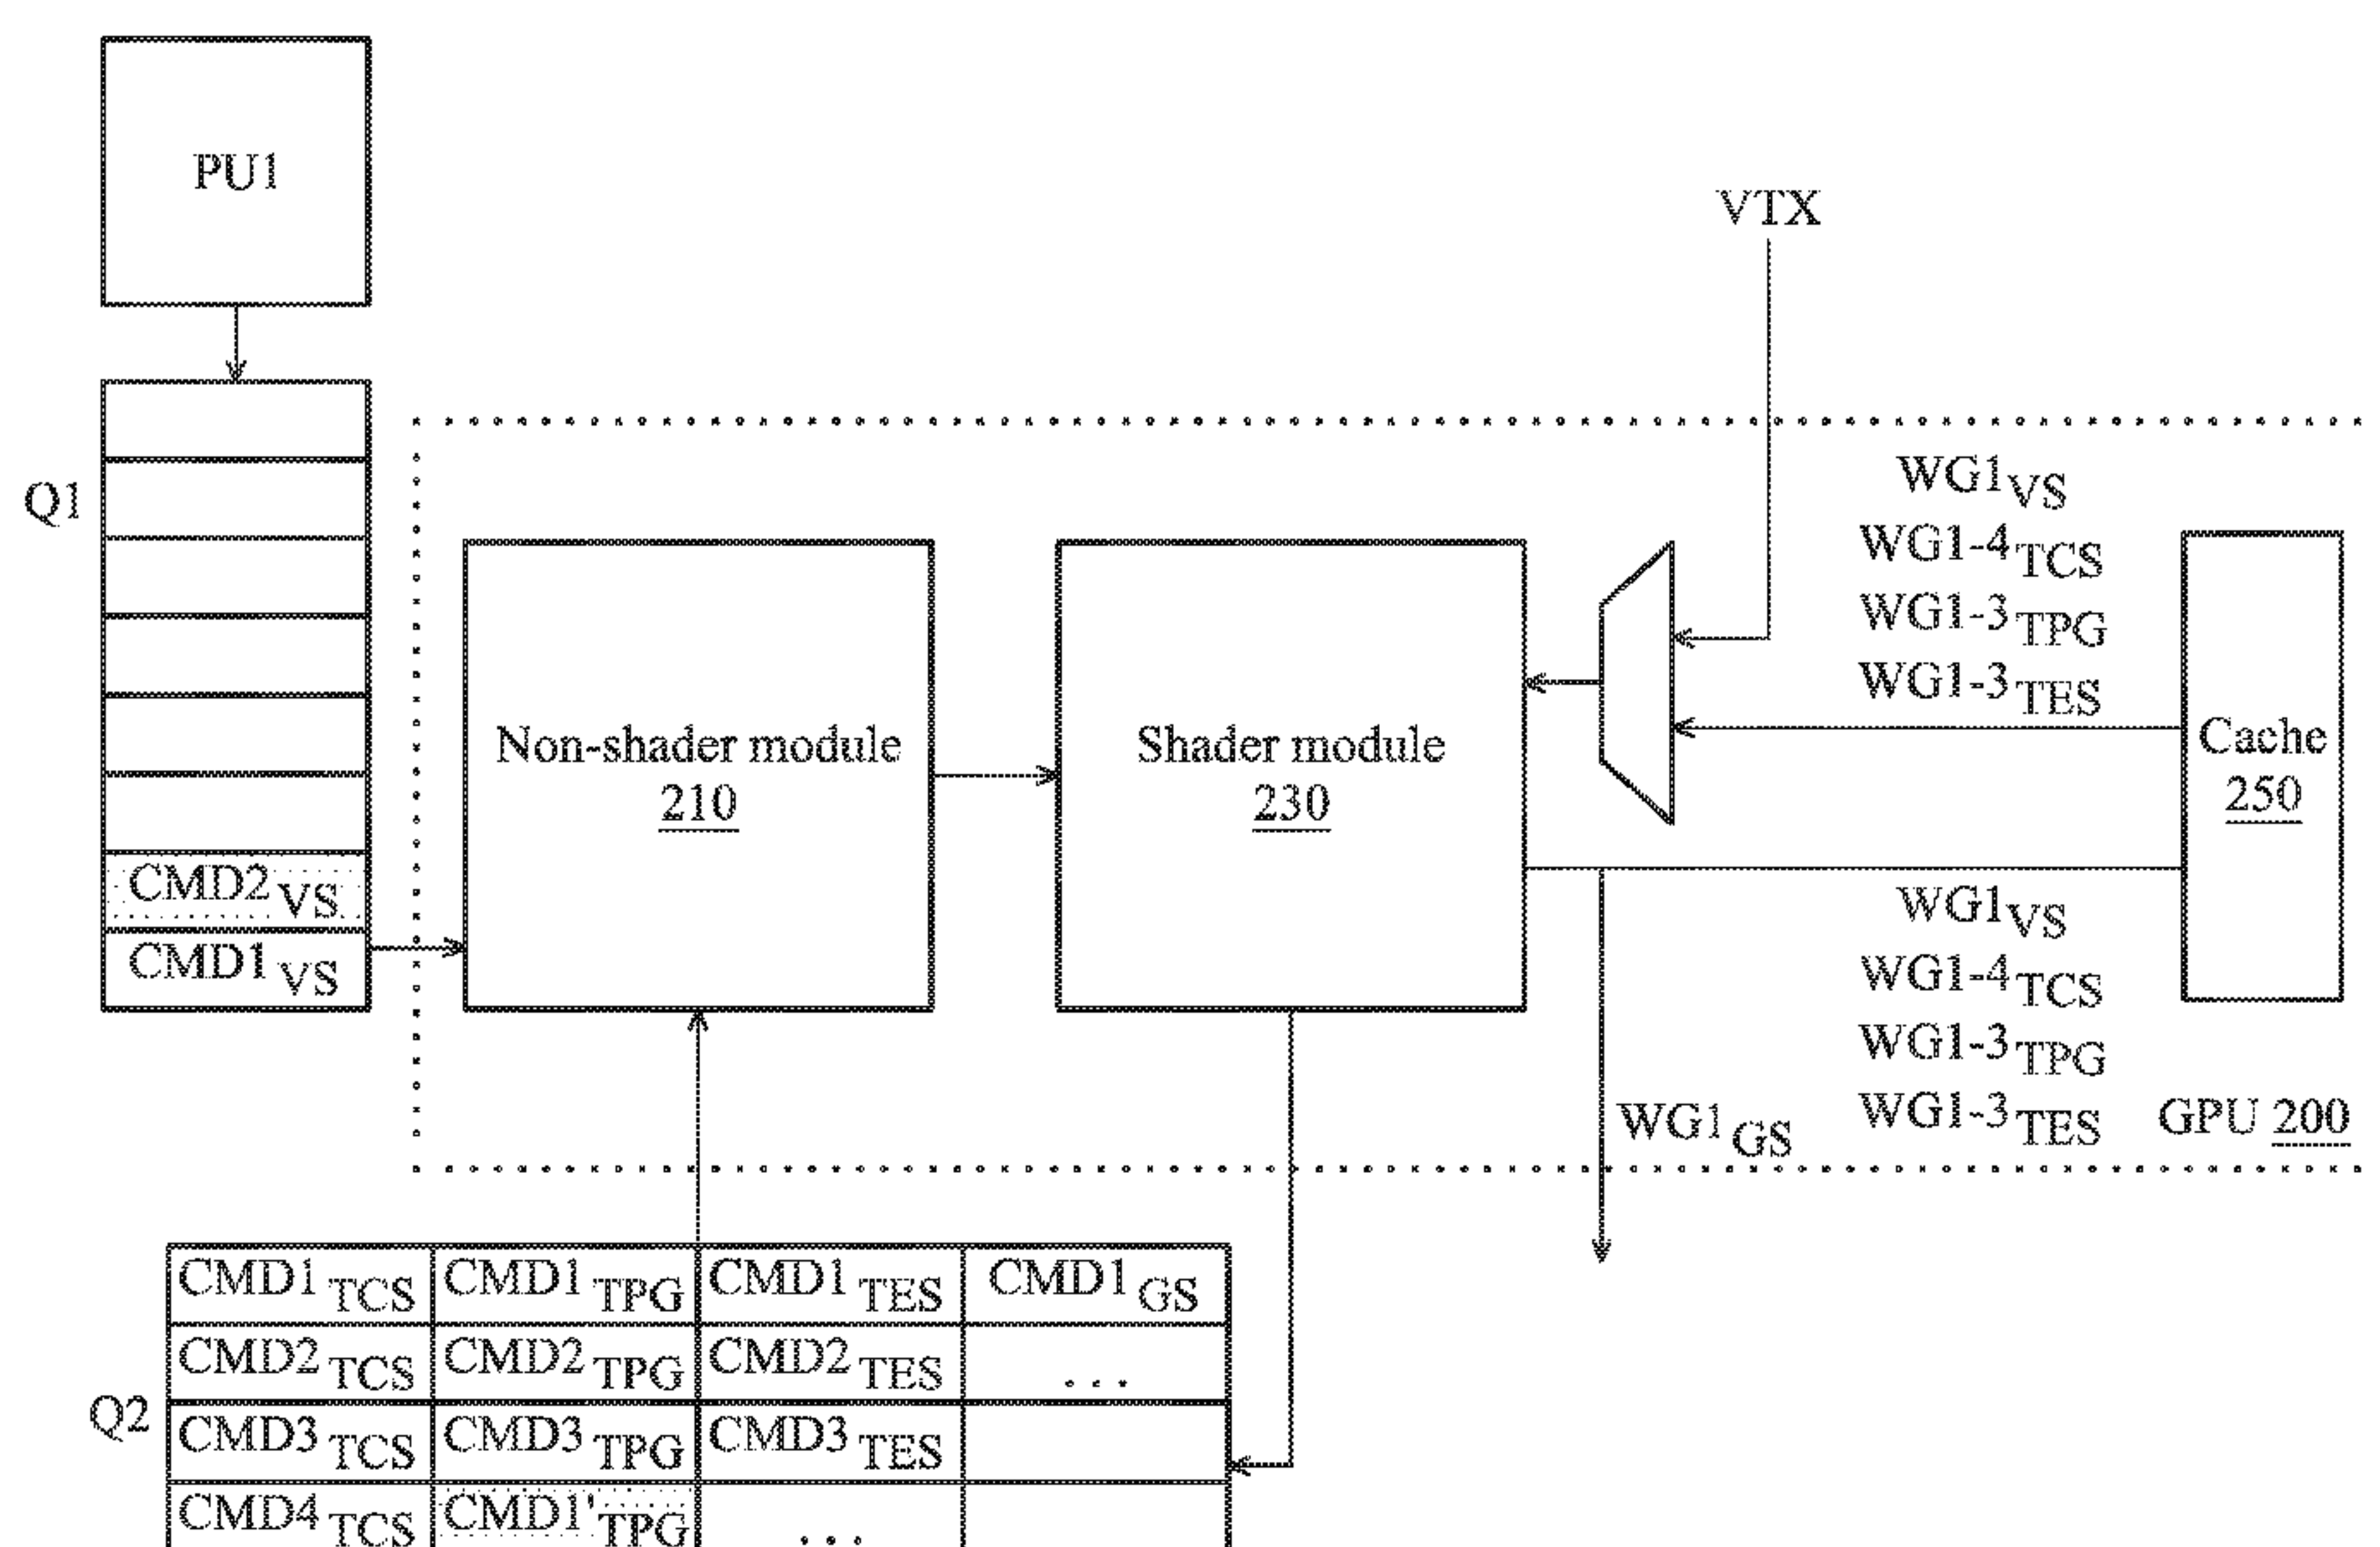 PU1
VTX
Q1
WG1VS
WG1-4TCS
WG1-3TPG
WG1-3TES
Non-shader module
210
Shader module
230
Cache
250
CMD2VS
CMD1VS
WG1VS
WG1-4TCS
WG1-3TPG
WG1-3TES
WG1GS
GPU 200
CMD1TCS CMD1TPG CMD1TES CMD1GS
CMD2TCS CMD2TPG CMD2TES ...
Q2
CMD3TCS CMD3TPG CMD3TES
CMD4TCS CMD1'TPG ...